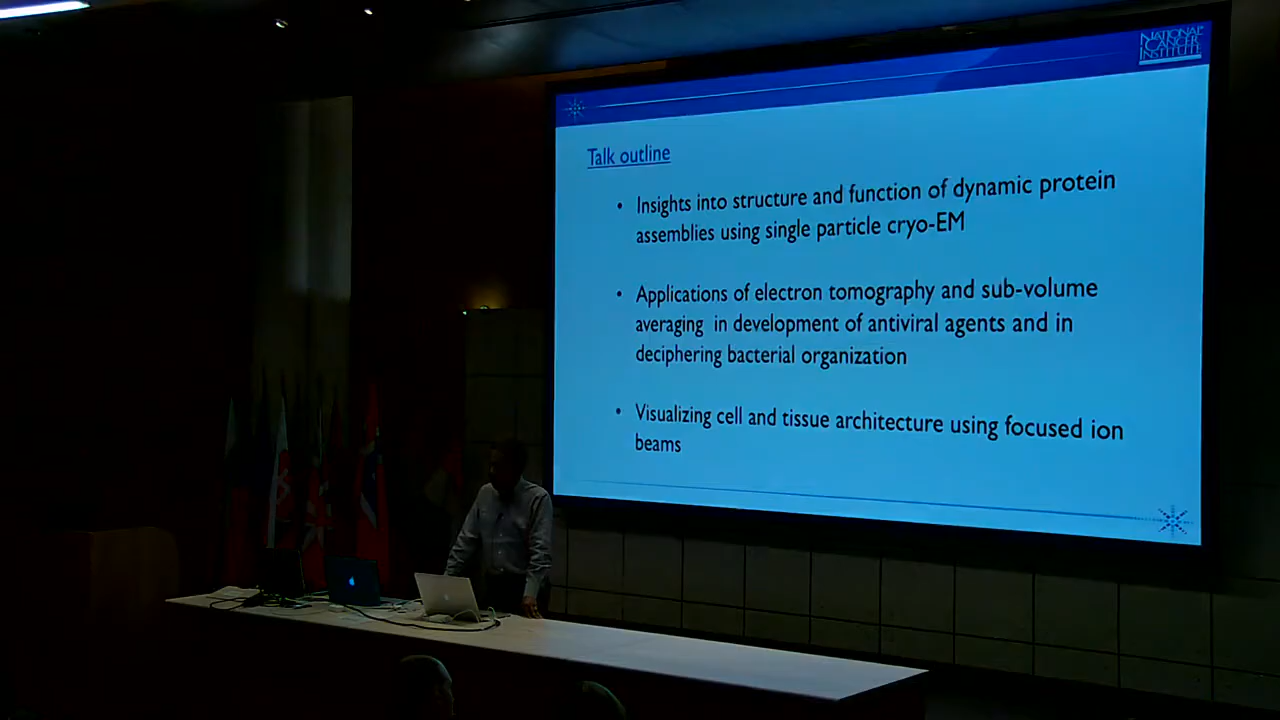 NATIONAL
CANCER
INSTITUTE
Talk outline
• Insights into structure and function of dynamic protein
assemblies using single particle cryo-EM
• Applications of electron tomography and sub-volume
averaging in development of antiviral agents and in
deciphering bacterial organization
• Visualizing cell and tissue architecture using focused ion
beams